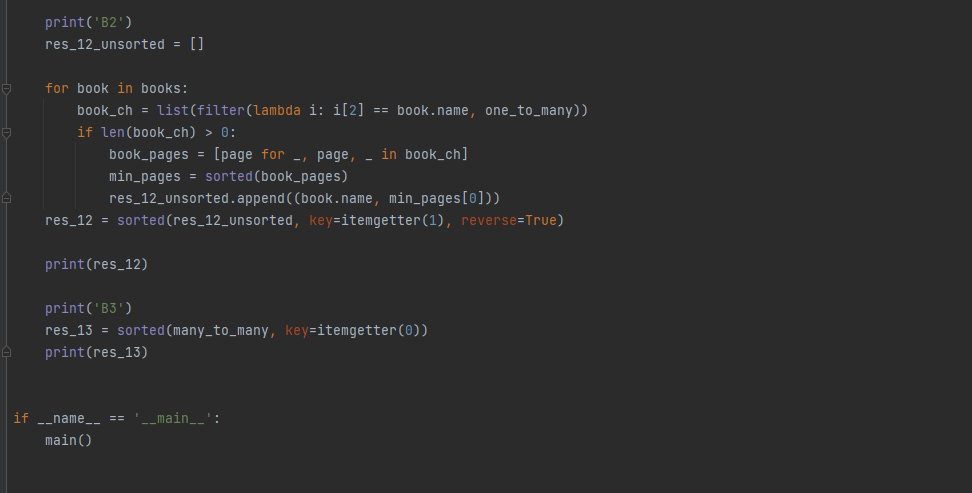 print('B2')
res_12_unsorted = []
for book in books:
book_ch = list(filter(lambda i: i[2] == book.name, one_to_many))
if len(book_ch) > 0:
book_pages = [page for _, page, _ in book_ch]
min_pages = sorted(book_pages)
res_12_unsorted.append((book.name, min_pages[0]))
res_12 = sorted(res_12_unsorted, key=itemgetter(1), reverse=True)
print(res_12)
print('B3')
res_13 = sorted(many_to_many, key=itemgetter(0))
print(res_13)
if __name__ == '__main__':
main()